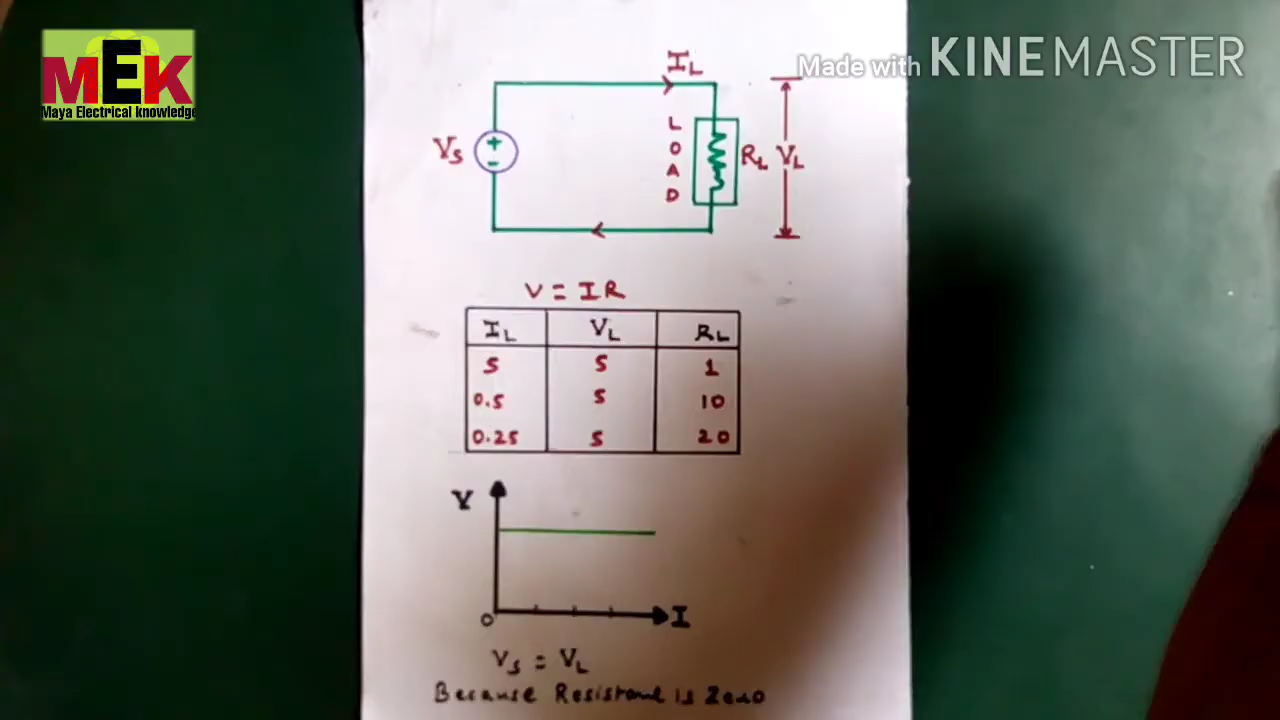 MEK
Maya Electrical knowledge
Made with KINEMASTER
IL
VS
LOAD
RL
VL
V = IR
IL VL RL
5 5 1
0.5 5 10
0.25 5 20
V
O
I
VS = VL
Because Resistance is Zero